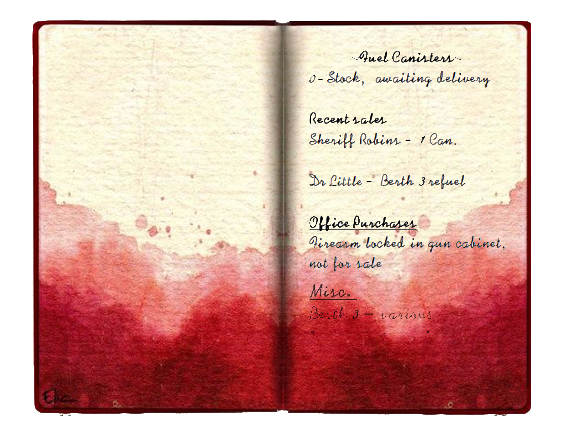 Fuel Canisters
0-Stock, awaiting delivery
Recent sales
Sheriff Robins - 1 Can.
Dr Little - Berth 3 refuel
Office Purchases
Firearm locked in gun cabinet,
not for sale
Misc.
Berth 3 - various